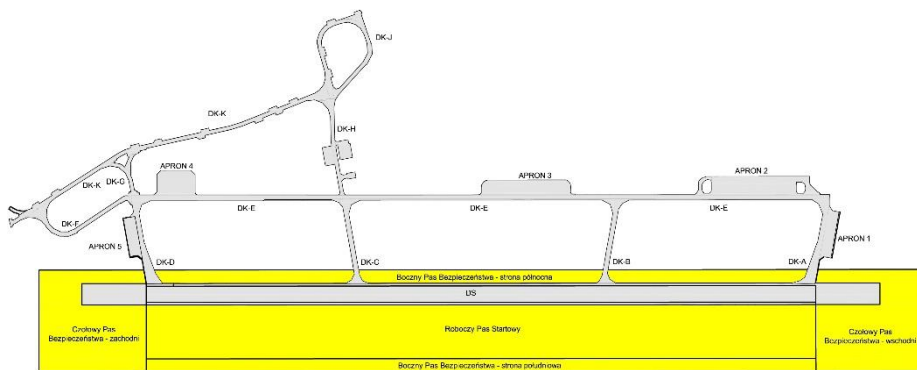 DK-J
DK-K
DK-H
APRON 4
APRON 3
APRON 2
DK-K
DK-G
DK-E
DK-E
DK-E
DK-F
APRON 5
APRON 1
DK-D
DK-C
DK-B
DK-A
Boczny Pas Bezpieczeństwa - strona północna
DS
Czołowy Pas
Bezpieczeństwa - zachodni
Roboczy Pas Startowy
Czołowy Pas
Bezpieczeństwa - wschodni
Boczny Pas Bezpieczeństwa - strona południowa